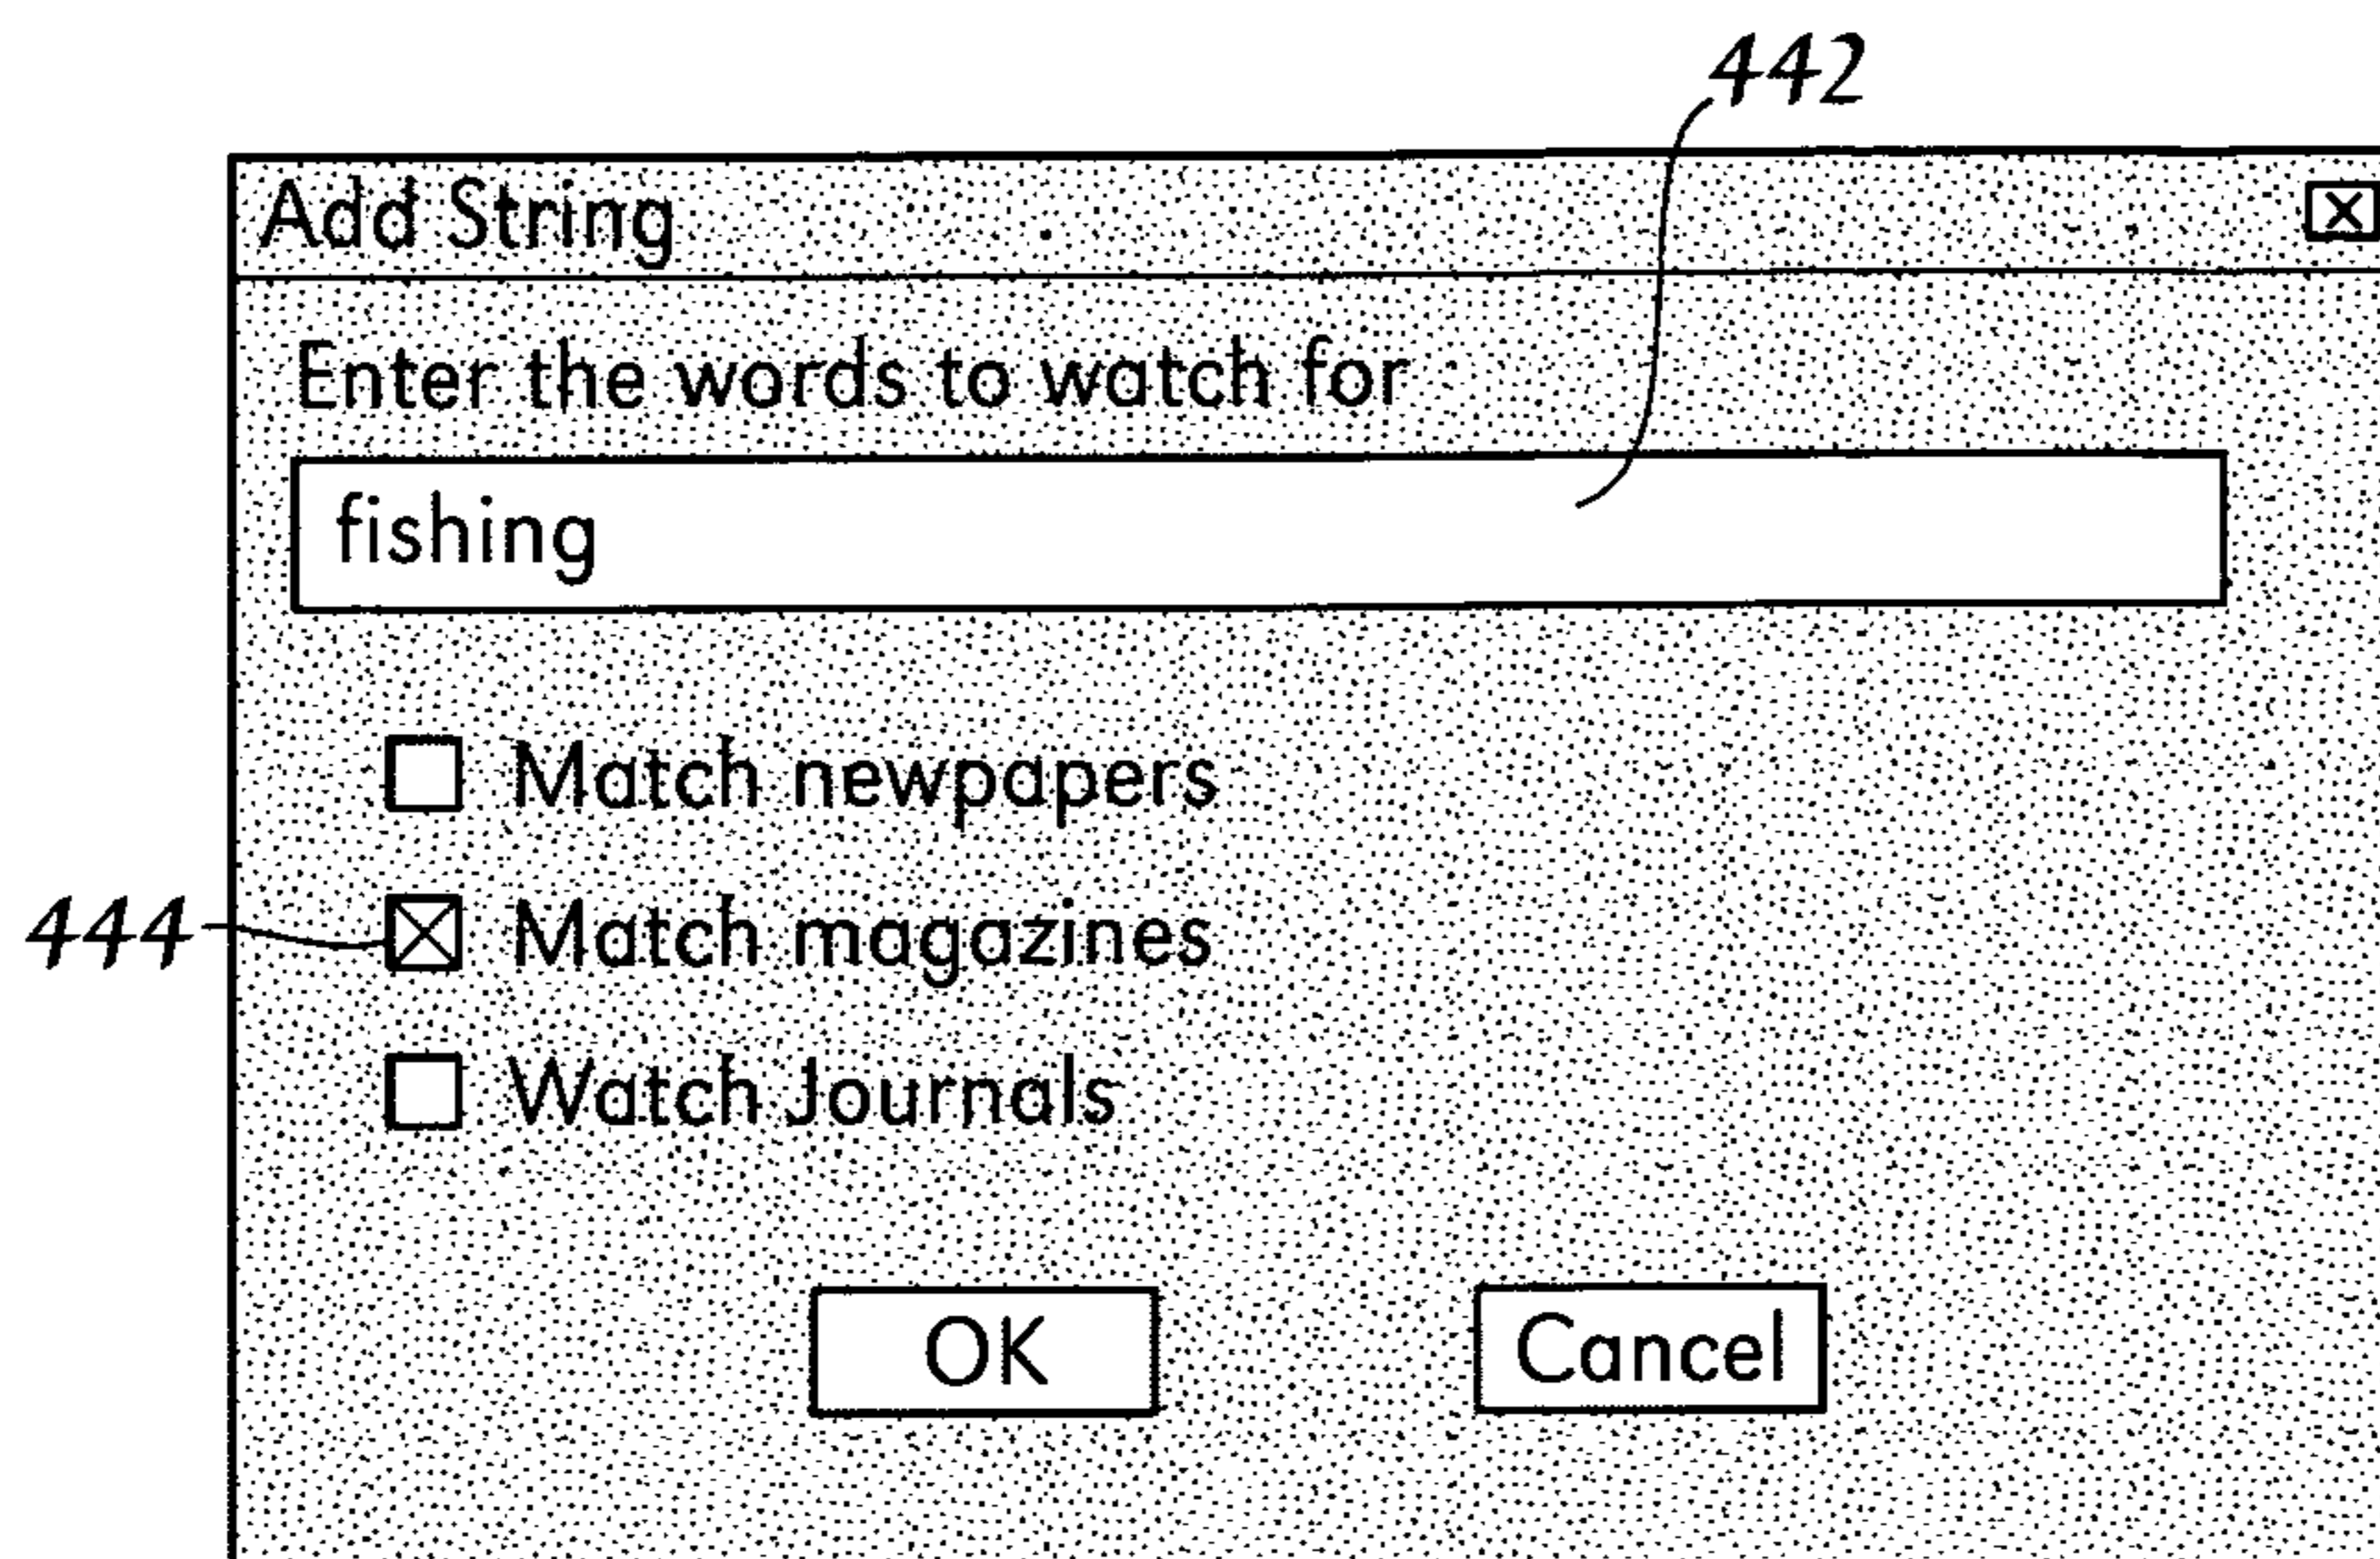 442
Add String
Enter the words to watch for
fishing
Match newpapers
444 Match magazines
Watch Journals
OK Cancel